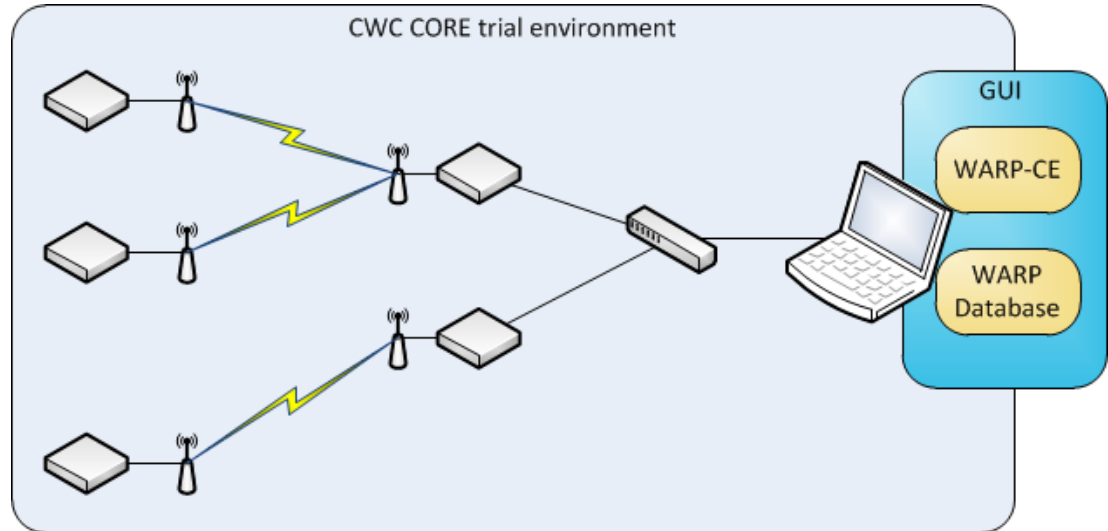 CWC CORE trial environment
GUI
WARP-CE
WARP
Database